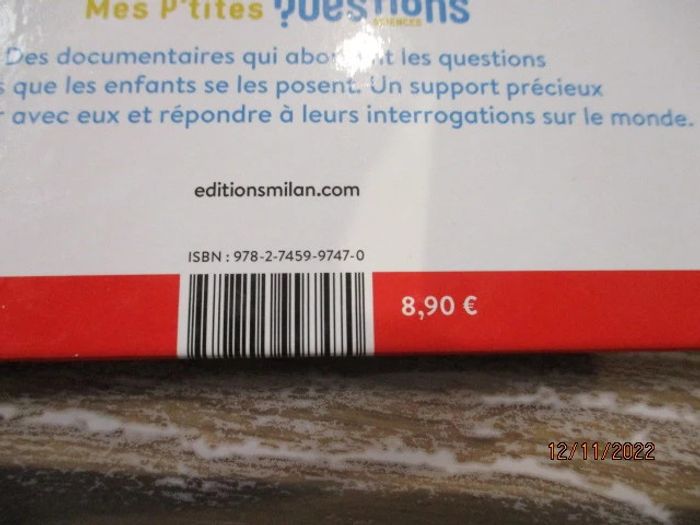 Mes P'tites Questions
SCIENCES
Des documentaires qui abordent les questions
que les enfants se les posent. Un support précieux
avec eux et répondre à leurs interrogations sur le monde.
editionsmilan.com
ISBN : 978-2-7459-9747-0
8,90 €
12/11/2022